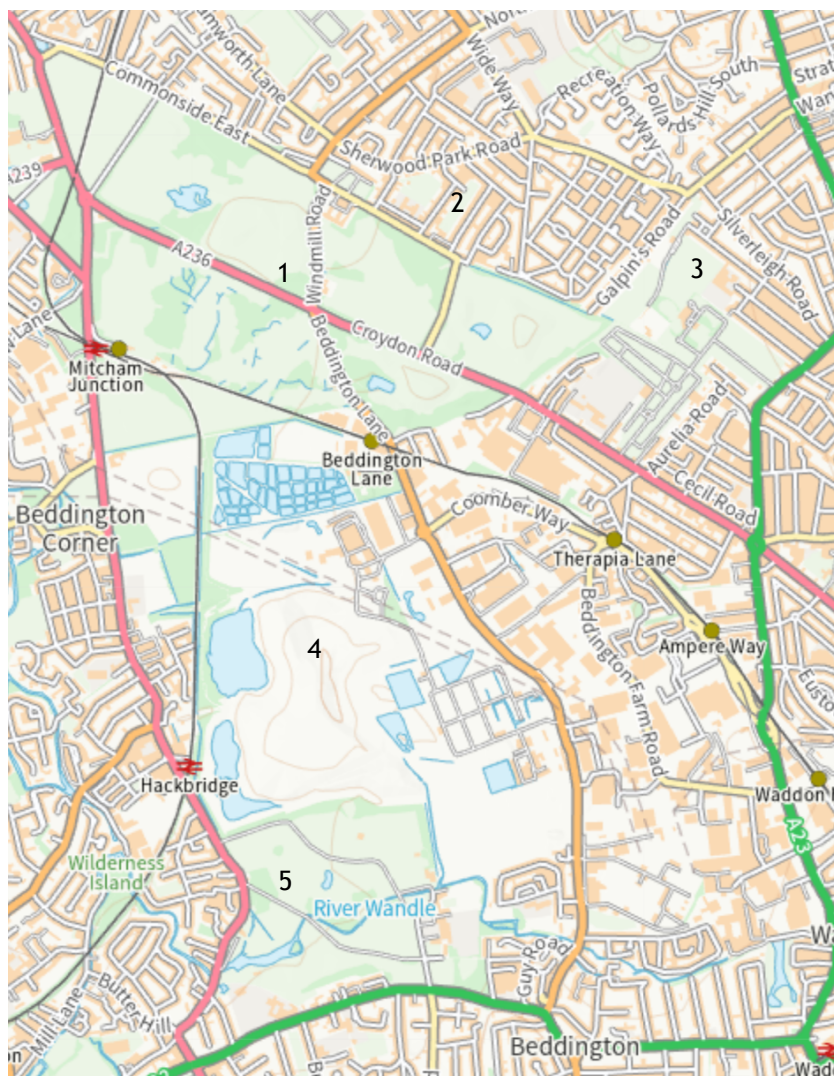 Commonside East
Tamworth Lane
Wide Way
Recreation Way
Pollards Hill South
Sherwood Park Road
2
A239
A236
1
Windmill Road
Galpin's Road
3
Silverleigh Road
Croydon Road
Beddington Lane
Mitcham
Junction
Beddington
Lane
Aurelia Road
Cecil Road
Beddington
Corner
Coomber Way
Therapia Lane
4
Beddington Farm Road
Ampere Way
Hackbridge
A23
Wilderness
Island
5
River Wandle
Guy Road
Butter Hill
Mill Lane
Beddington